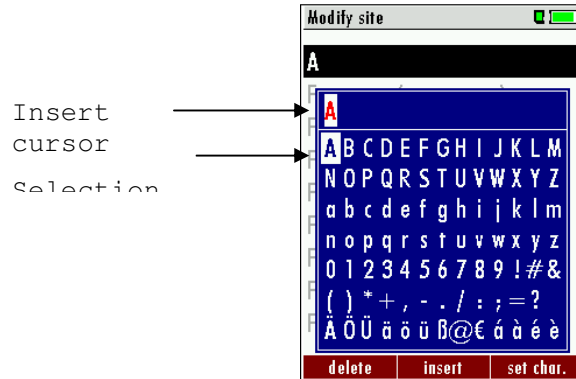 Modify site
A
Insert
cursor
Selection
A
A B C D E F G H I J K L M
N O P Q R S T U V W X Y Z
a b c d e f g h i j k l m
n o p q r s t u v w x y z
0 1 2 3 4 5 6 7 8 9 ! # &
( ) * + , - . / : ; = ?
Ä Ö Ü ä ö ü ß @ € á à é è
delete insert set char.